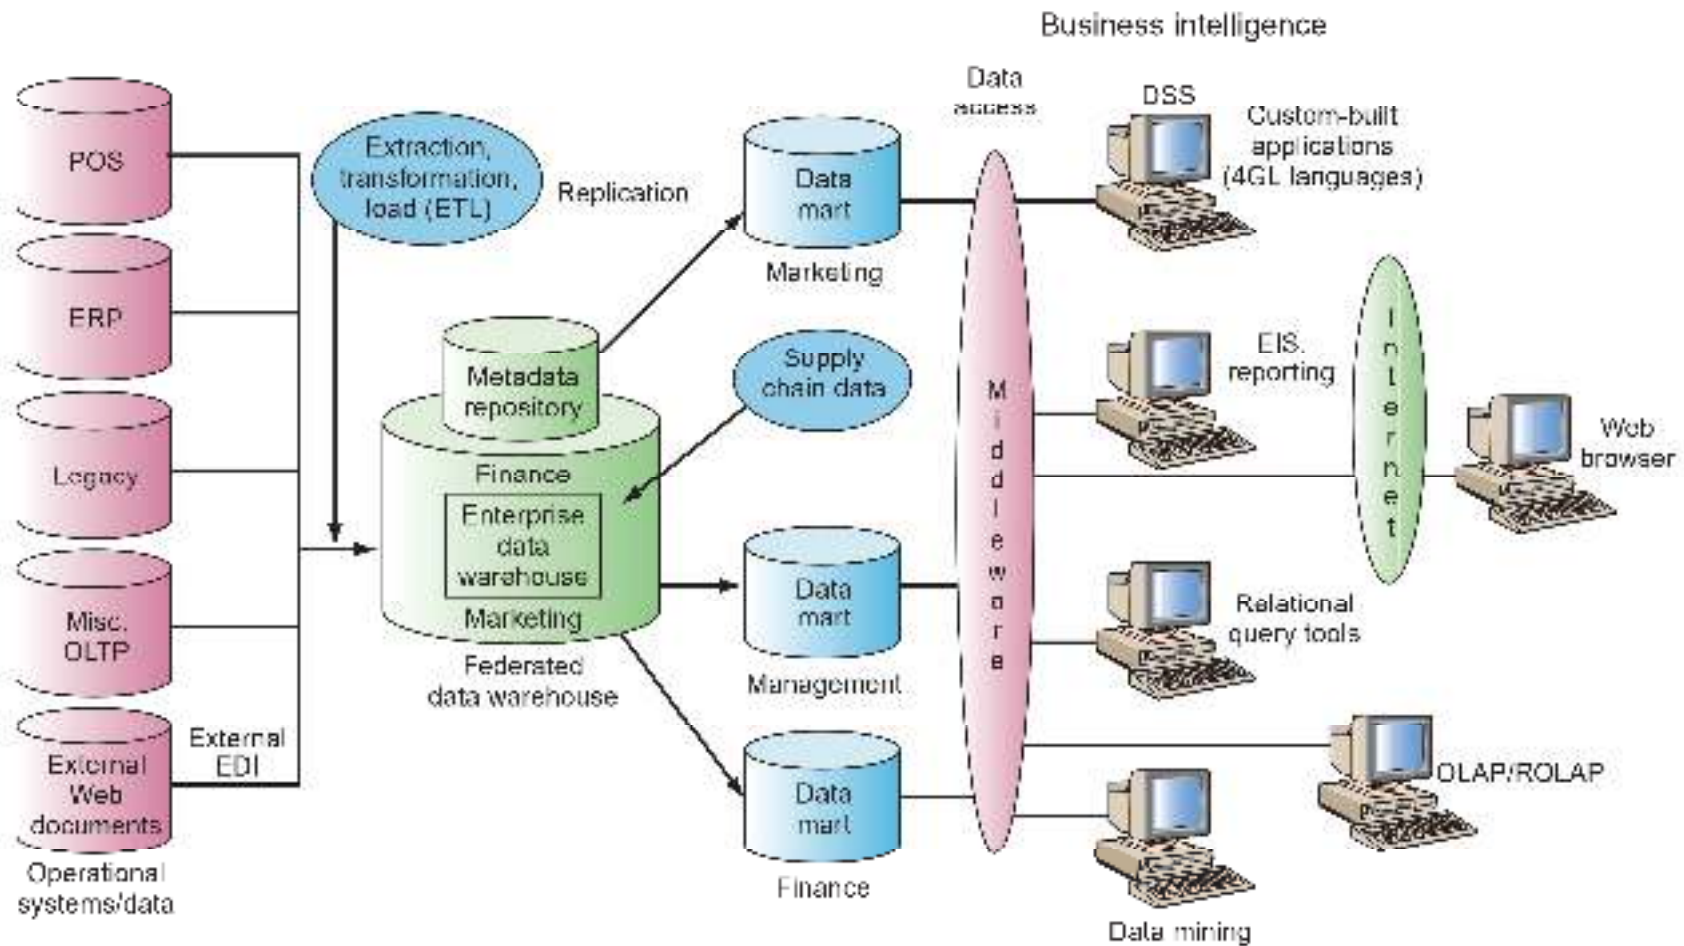 Business intelligence
POS
ERP
Legacy
Misc.
OLTP
External
Web
documents
Operational
systems/data
External
EDI
Extraction,
transformation,
load (ETL)
Replication
Metadata
repository
Finance
Enterprise
data
warehouse
Marketing
Federated
data warehouse
Data
mart
Marketing
Supply
chain data
Data
mart
Management
Data
mart
Finance
Data
access
Middleware
DSS
Custom-built
applications
(4GL languages)
EIS.
reporting
Internet
Web
browser
Relational
query tools
OLAP/ROLAP
Data mining